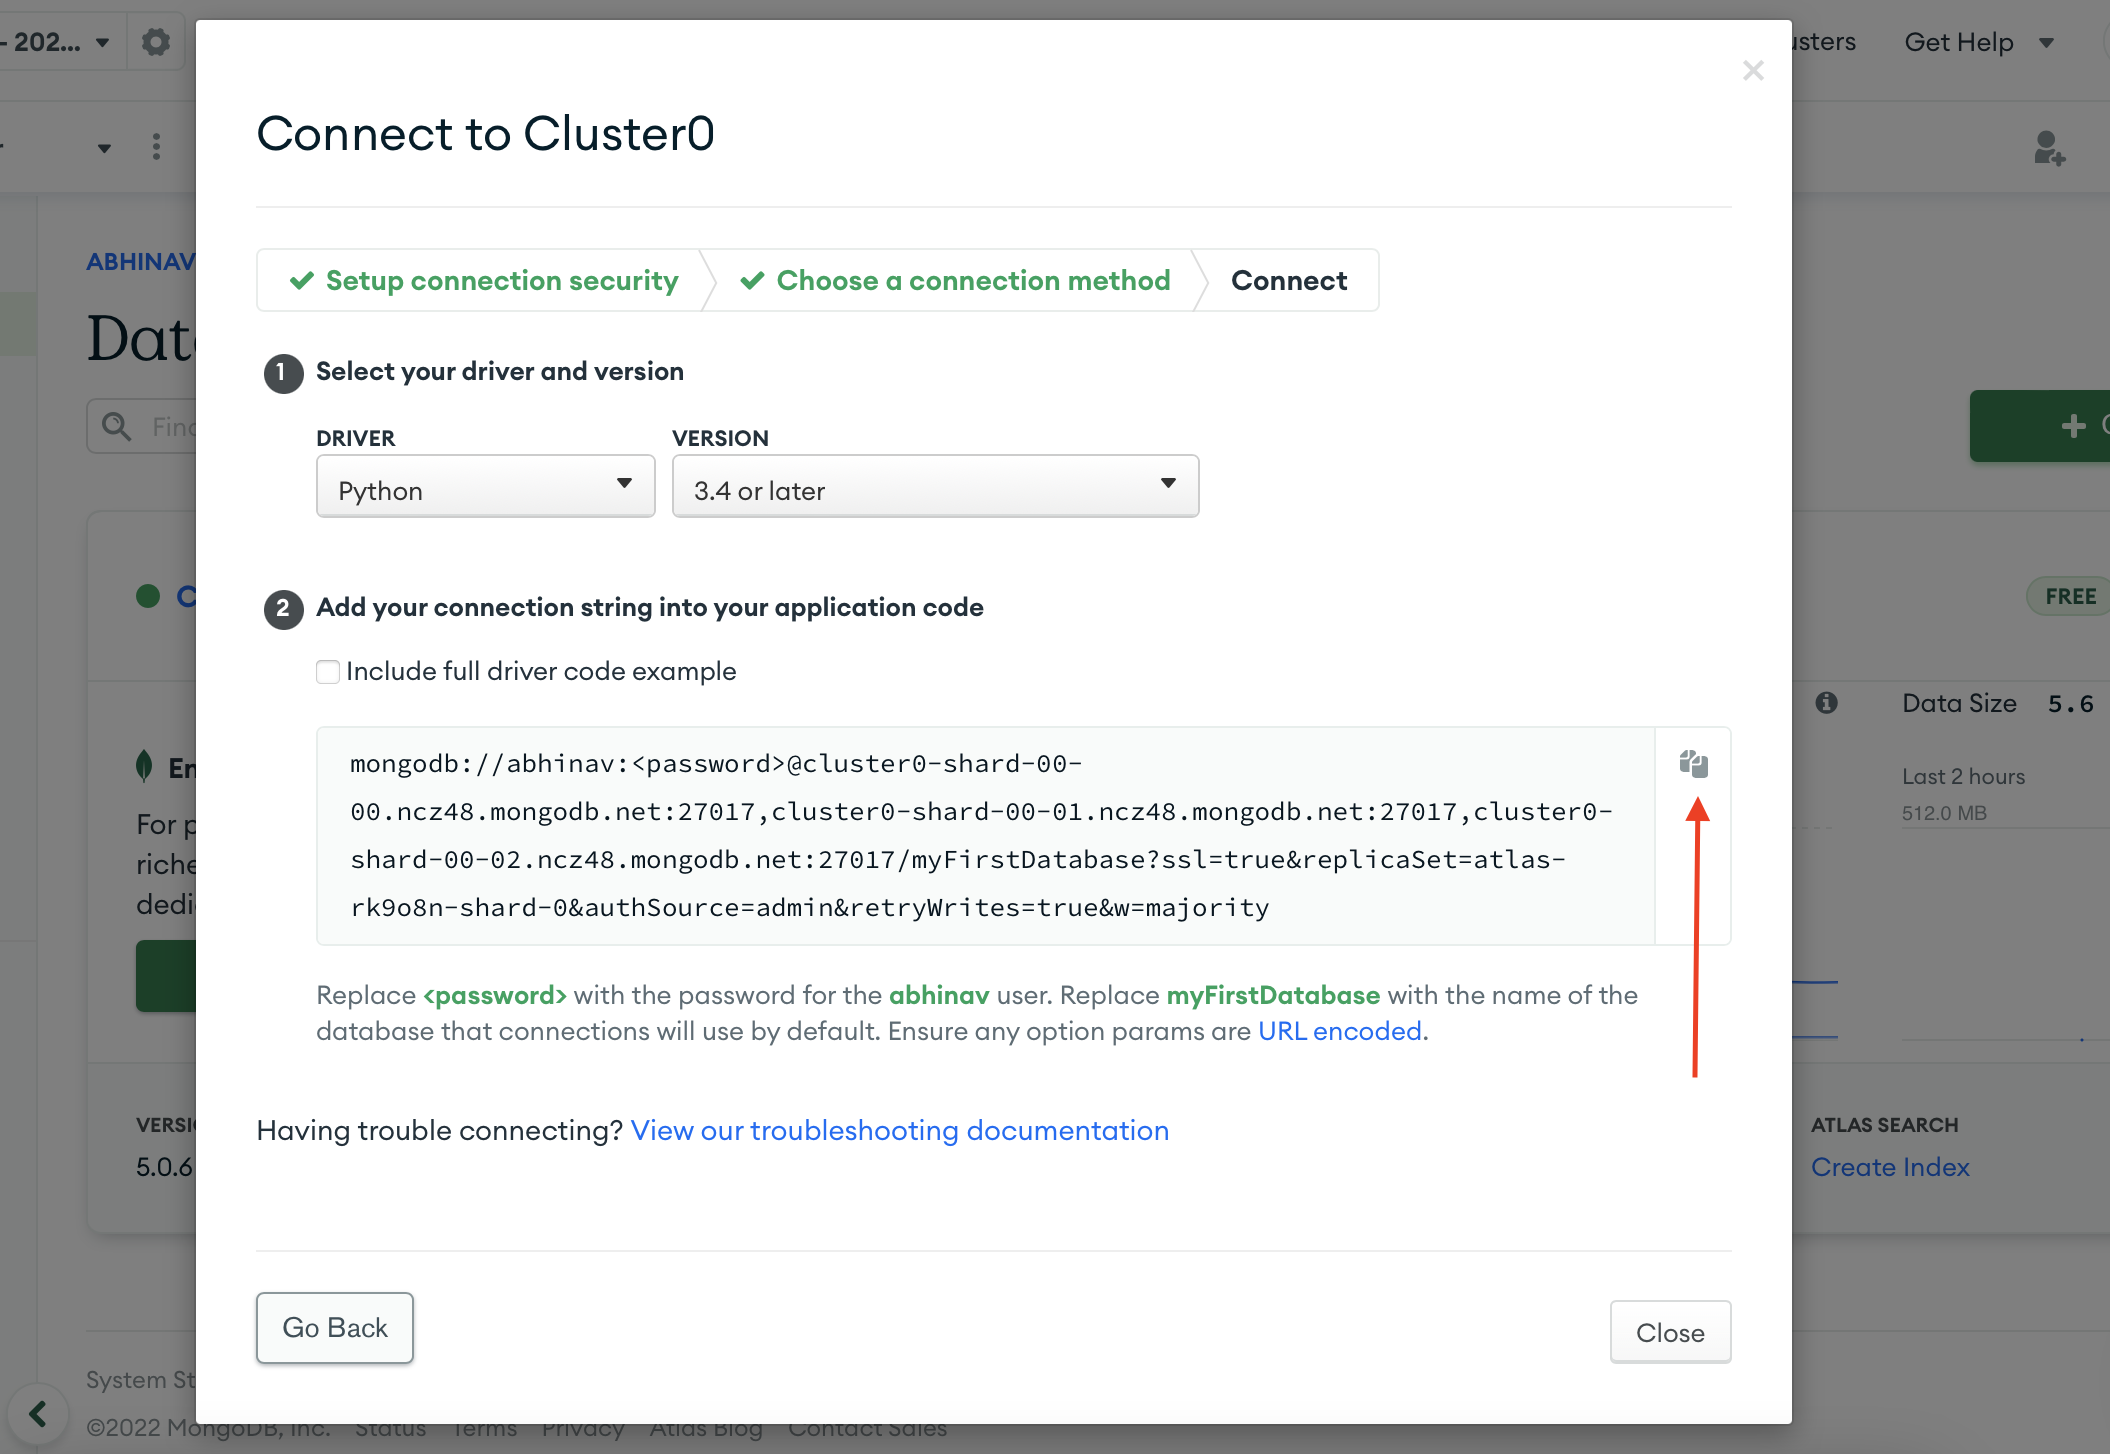 - 202...
usters
Get Help
Connect to Cluster0
ABHINAV
Setup connection security
Choose a connection method
Connect
1 Select your driver and version
DRIVER
VERSION
Python
3.4 or later
FREE
2 Add your connection string into your application code
Include full driver code example
Data Size 5.6
mongodb://abhinav:<password>@cluster0-shard-00-
00.ncz48.mongodb.net:27017,cluster0-shard-00-01.ncz48.mongodb.net:27017,cluster0-
shard-00-02.ncz48.mongodb.net:27017/myFirstDatabase?ssl=true&replicaSet=atlas-
rk9o8n-shard-0&authSource=admin&retryWrites=true&w=majority
Last 2 hours
512.0 MB
For p
riche
dedi
Replace <password> with the password for the abhinav user. Replace myFirstDatabase with the name of the
database that connections will use by default. Ensure any option params are URL encoded.
Having trouble connecting? View our troubleshooting documentation
VERSI
5.0.6
ATLAS SEARCH
Create Index
Go Back
Close
System St
©2022 MongoDB, Inc. Status Terms Privacy Atlas Blog Contact Sales